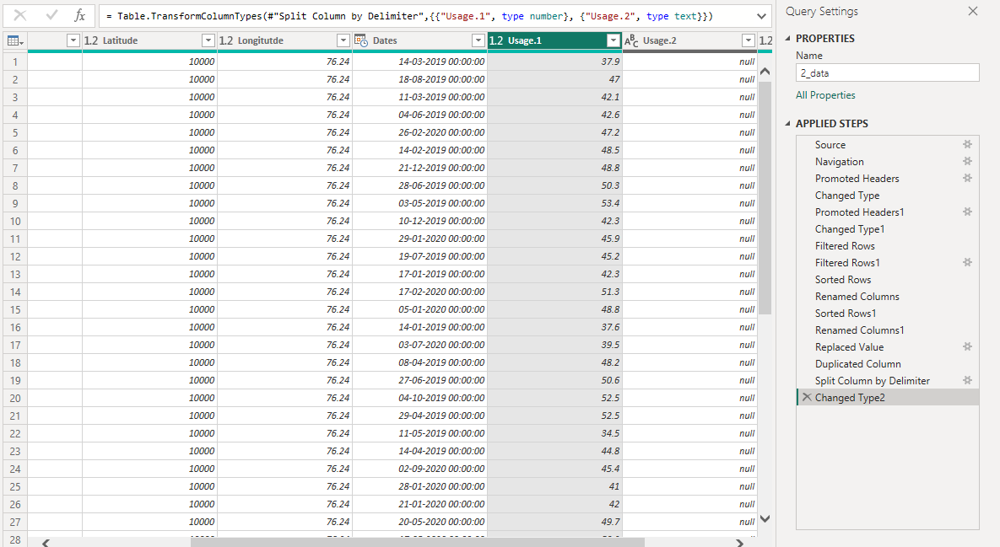 fx = Table.TransformColumnTypes(#"Split Column by Delimiter",{{"Usage.1", type number}, {"Usage.2", type text}})
1.2 Latitude 1.2 Longitutde Dates 1.2 Usage.1 ABC Usage.2 1.2
1 10000 76.24 14-03-2019 00:00:00 37.9 null
2 10000 76.24 18-08-2019 00:00:00 47 null
3 10000 76.24 11-03-2019 00:00:00 42.1 null
4 10000 76.24 04-06-2019 00:00:00 42.6 null
5 10000 76.24 26-02-2020 00:00:00 47.2 null
6 10000 76.24 14-02-2019 00:00:00 48.5 null
7 10000 76.24 21-12-2019 00:00:00 48.8 null
8 10000 76.24 28-06-2019 00:00:00 50.3 null
9 10000 76.24 03-05-2019 00:00:00 53.4 null
10 10000 76.24 10-12-2019 00:00:00 42.3 null
11 10000 76.24 29-01-2020 00:00:00 45.9 null
12 10000 76.24 19-07-2019 00:00:00 45.2 null
13 10000 76.24 17-01-2019 00:00:00 42.3 null
14 10000 76.24 17-02-2020 00:00:00 51.3 null
15 10000 76.24 05-01-2020 00:00:00 48.8 null
16 10000 76.24 14-01-2019 00:00:00 37.6 null
17 10000 76.24 03-07-2020 00:00:00 39.5 null
18 10000 76.24 08-04-2019 00:00:00 48.2 null
19 10000 76.24 27-06-2019 00:00:00 50.6 null
20 10000 76.24 04-10-2019 00:00:00 52.5 null
21 10000 76.24 29-04-2019 00:00:00 52.5 null
22 10000 76.24 11-05-2019 00:00:00 34.5 null
23 10000 76.24 14-04-2019 00:00:00 44.8 null
24 10000 76.24 02-09-2020 00:00:00 45.4 null
25 10000 76.24 28-01-2020 00:00:00 41 null
26 10000 76.24 21-01-2020 00:00:00 42 null
27 10000 76.24 20-05-2020 00:00:00 49.7 null
28
Query Settings
PROPERTIES
Name
2_data
All Properties
APPLIED STEPS
Source
Navigation
Promoted Headers
Changed Type
Promoted Headers1
Changed Type1
Filtered Rows
Filtered Rows1
Sorted Rows
Renamed Columns
Sorted Rows1
Renamed Columns1
Replaced Value
Duplicated Column
Split Column by Delimiter
Changed Type2